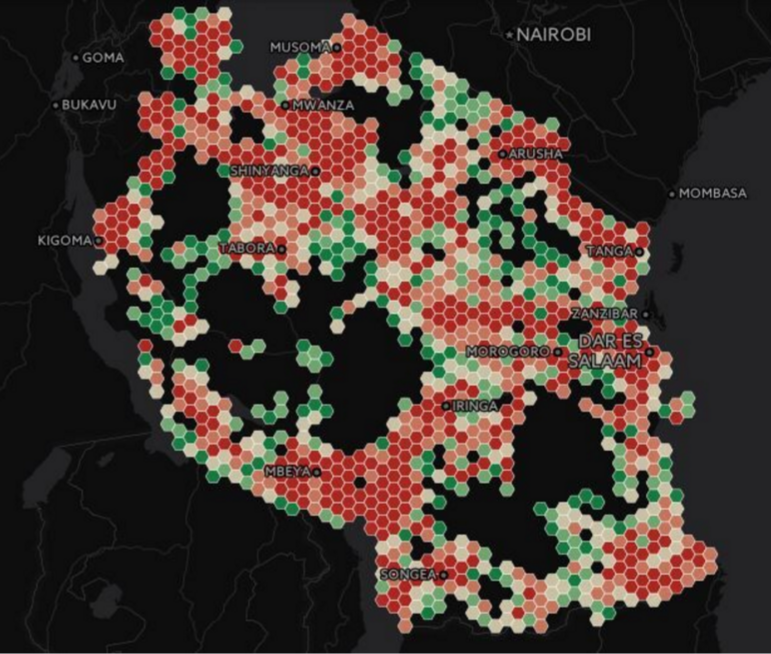 NAIROBI
MUSOMA
GOMA
BUKAVU
MWANZA
ARUSHA
SHINYANGA
MOMBASA
KIGOMA
TABORA
TANGA
ZANZIBAR
DAR ES
SALAAM
MOROGORO
IRINGA
MBEYA
SONGEA